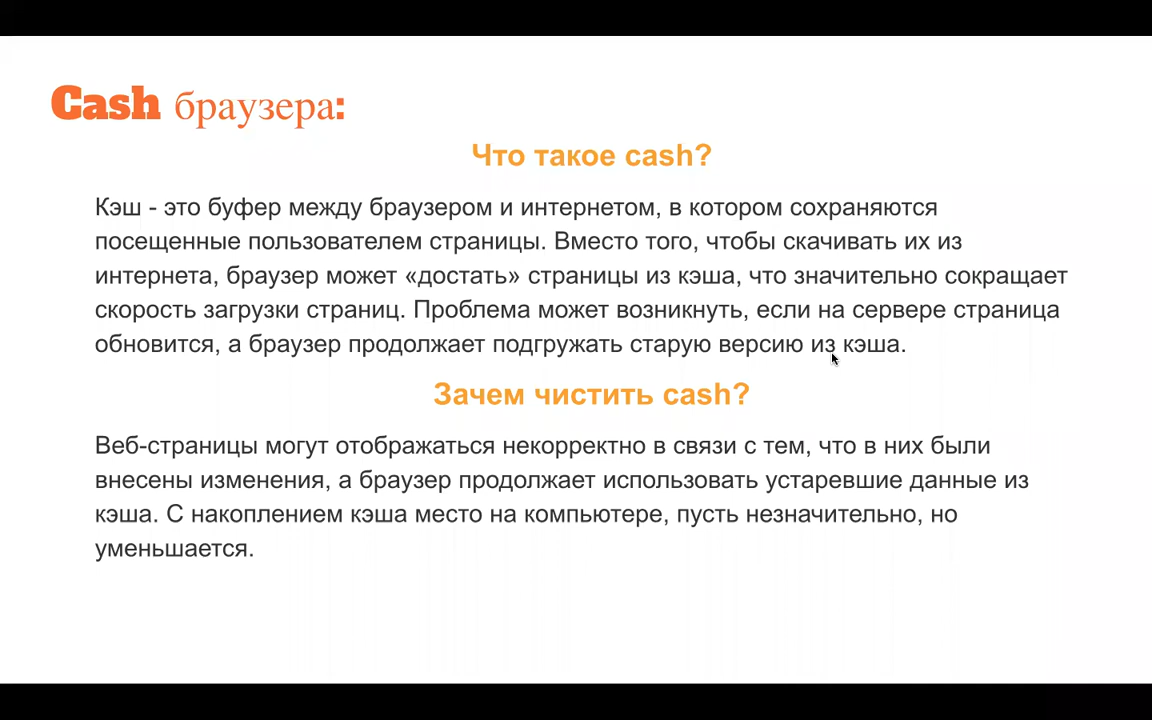 Cash браузера:
Что такое cash?
Кэш - это буфер между браузером и интернетом, в котором сохраняются
посещенные пользователем страницы. Вместо того, чтобы скачивать их из
интернета, браузер может «достать» страницы из кэша, что значительно сокращает
скорость загрузки страниц. Проблема может возникнуть, если на сервере страница
обновится, а браузер продолжает подгружать старую версию из кэша.
Зачем чистить cash?
Веб-страницы могут отображаться некорректно в связи с тем, что в них были
внесены изменения, а браузер продолжает использовать устаревшие данные из
кэша. С накоплением кэша место на компьютере, пусть незначительно, но
уменьшается.